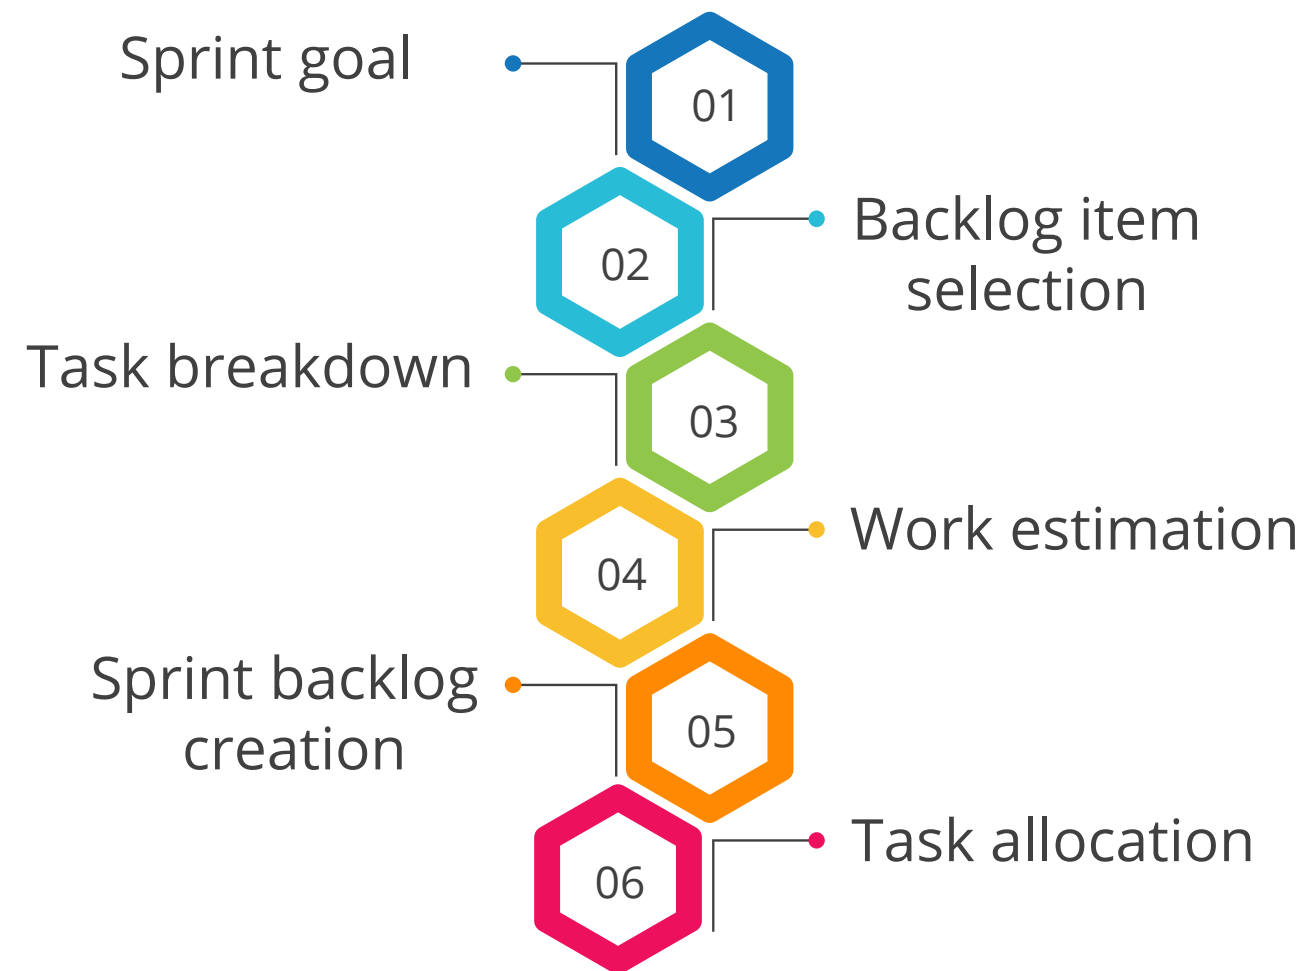 Sprint goal
01
02
Backlog item
selection
Task breakdown
03
04
Work estimation
Sprint backlog
creation
05
06
Task allocation